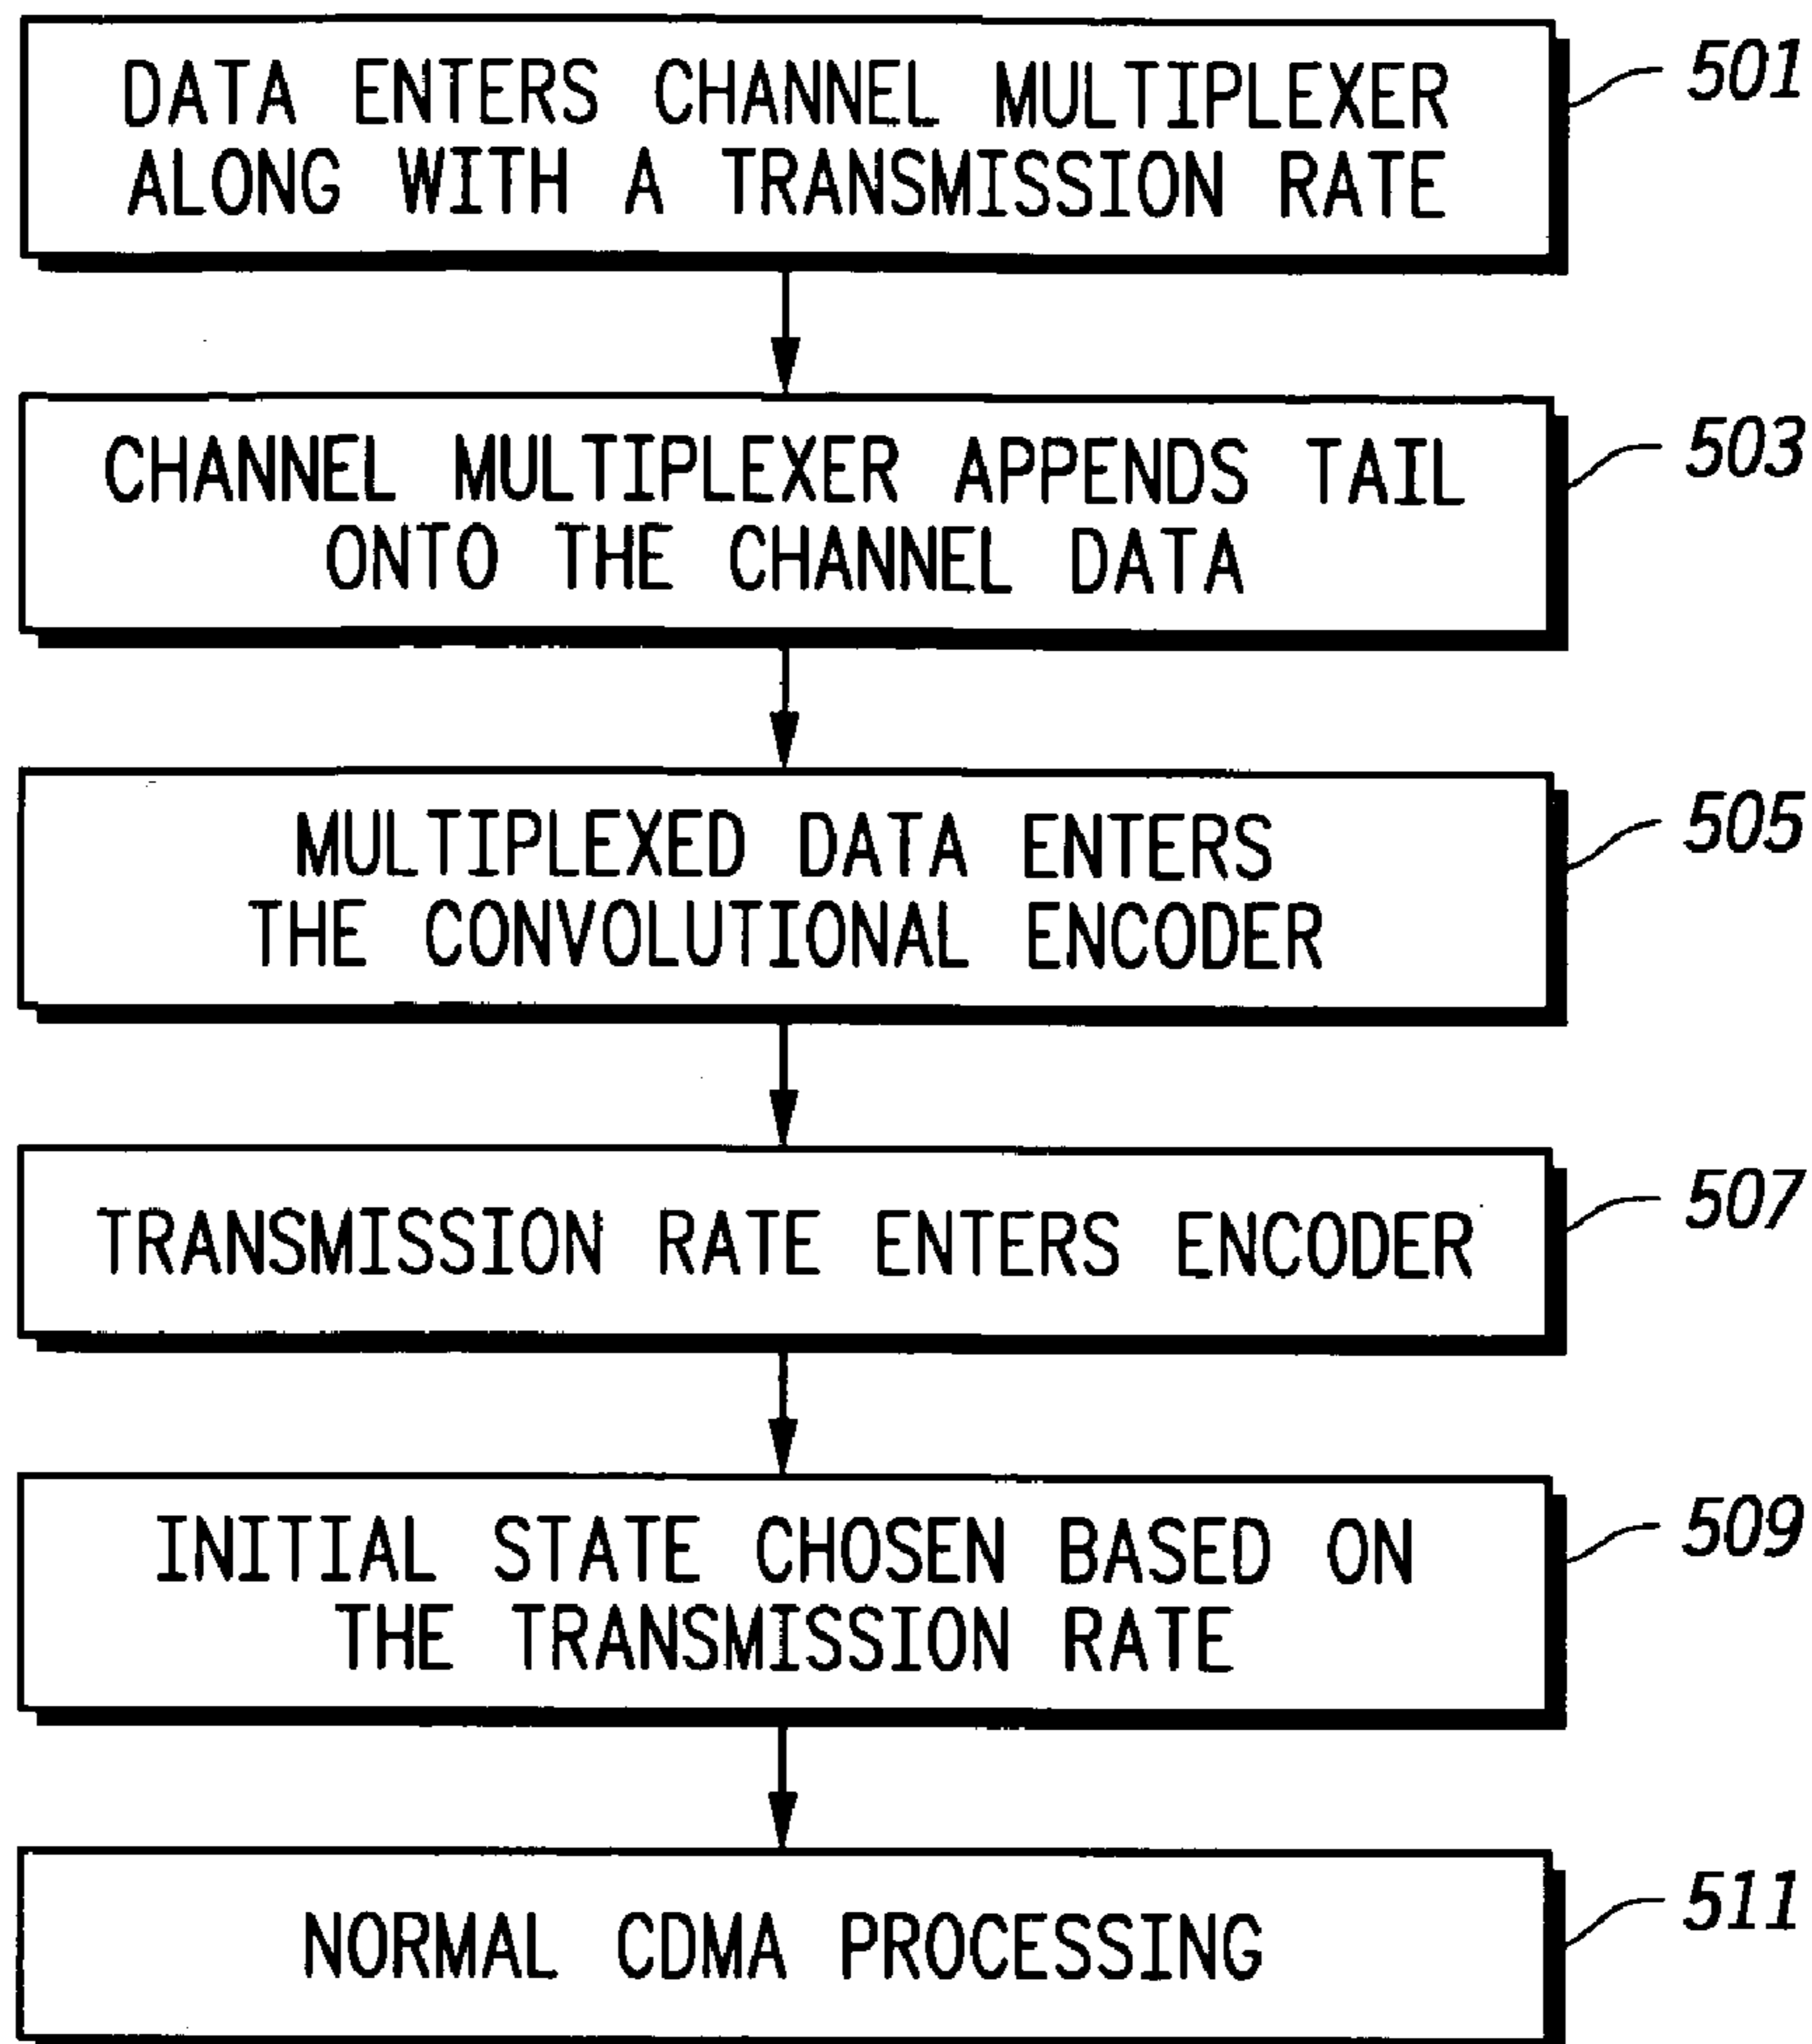 DATA ENTERS CHANNEL MULTIPLEXER
ALONG WITH A TRANSMISSION RATE
501
CHANNEL MULTIPLEXER APPENDS TAIL
ONTO THE CHANNEL DATA
503
MULTIPLEXED DATA ENTERS
THE CONVOLUTIONAL ENCODER
505
TRANSMISSION RATE ENTERS ENCODER
507
INITIAL STATE CHOSEN BASED ON
THE TRANSMISSION RATE
509
NORMAL CDMA PROCESSING
511